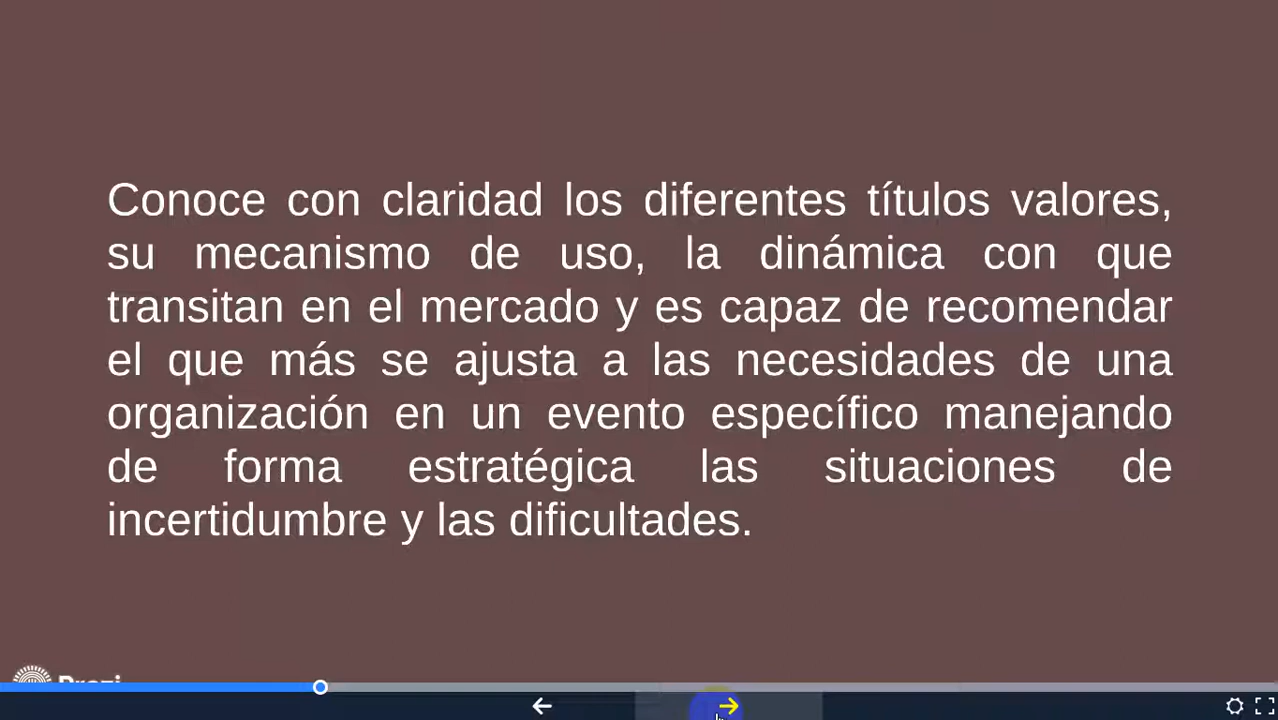 Conoce con claridad los diferentes títulos valores,
su mecanismo de uso, la dinámica con que
transitan en el mercado y es capaz de recomendar
el que más se ajusta a las necesidades de una
organización en un evento específico manejando
de forma estratégica las situaciones de
incertidumbre y las dificultades.
Prezi